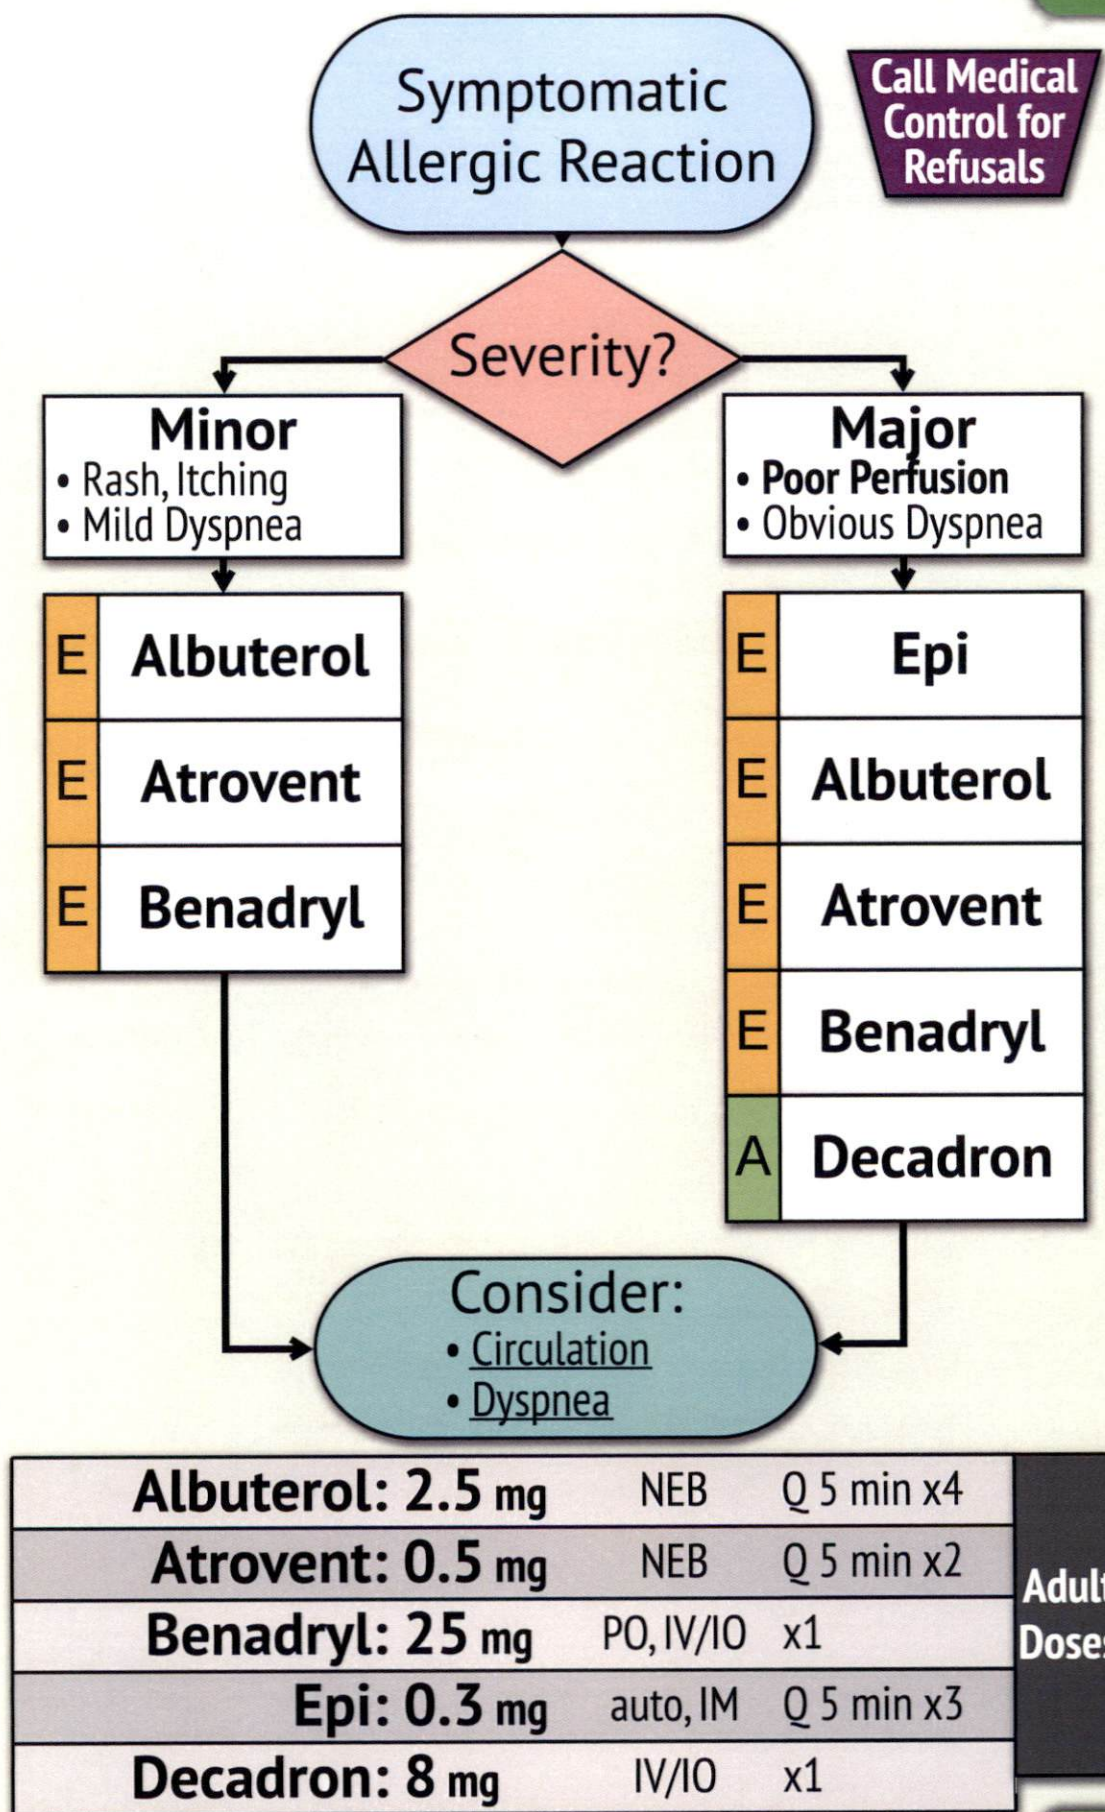 Symptomatic
Allergic Reaction
Call Medical
Control for
Refusals
Severity?
Minor
• Rash, Itching
• Mild Dyspnea
Major
• Poor Perfusion
• Obvious Dyspnea
E Albuterol
E Atrovent
E Benadryl
E Epi
E Albuterol
E Atrovent
E Benadryl
A Decadron
Consider:
• Circulation
• Dyspnea
Albuterol: 2.5 mg NEB Q 5 min x4
Atrovent: 0.5 mg NEB Q 5 min x2
Benadryl: 25 mg PO, IV/IO x1
Epi: 0.3 mg auto, IM Q 5 min x3
Decadron: 8 mg IV/IO x1
Adult
Doses